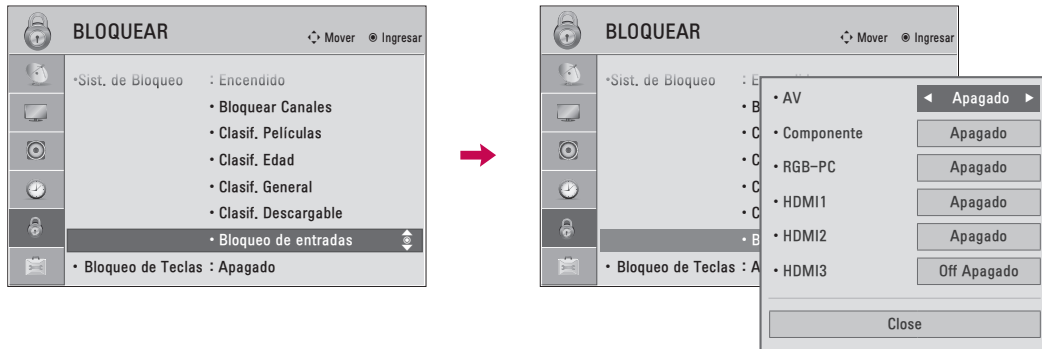 BLOQUEAR
Mover Ingresar
•Sist. de Bloqueo : Encendido
• Bloquear Canales
• Clasif. Películas
• Clasif. Edad
• Clasif. General
• Clasif. Descargable
• Bloqueo de entradas
• Bloqueo de Teclas : Apagado
BLOQUEAR
Mover Ingresar
•Sist. de Bloqueo : E
• B
• C
• C
• C
• C
• B
• Bloqueo de Teclas : A
• AV ◄ Apagado ►
• Componente Apagado
• RGB-PC Apagado
• HDMI1 Apagado
• HDMI2 Apagado
• HDMI3 Off Apagado
Close